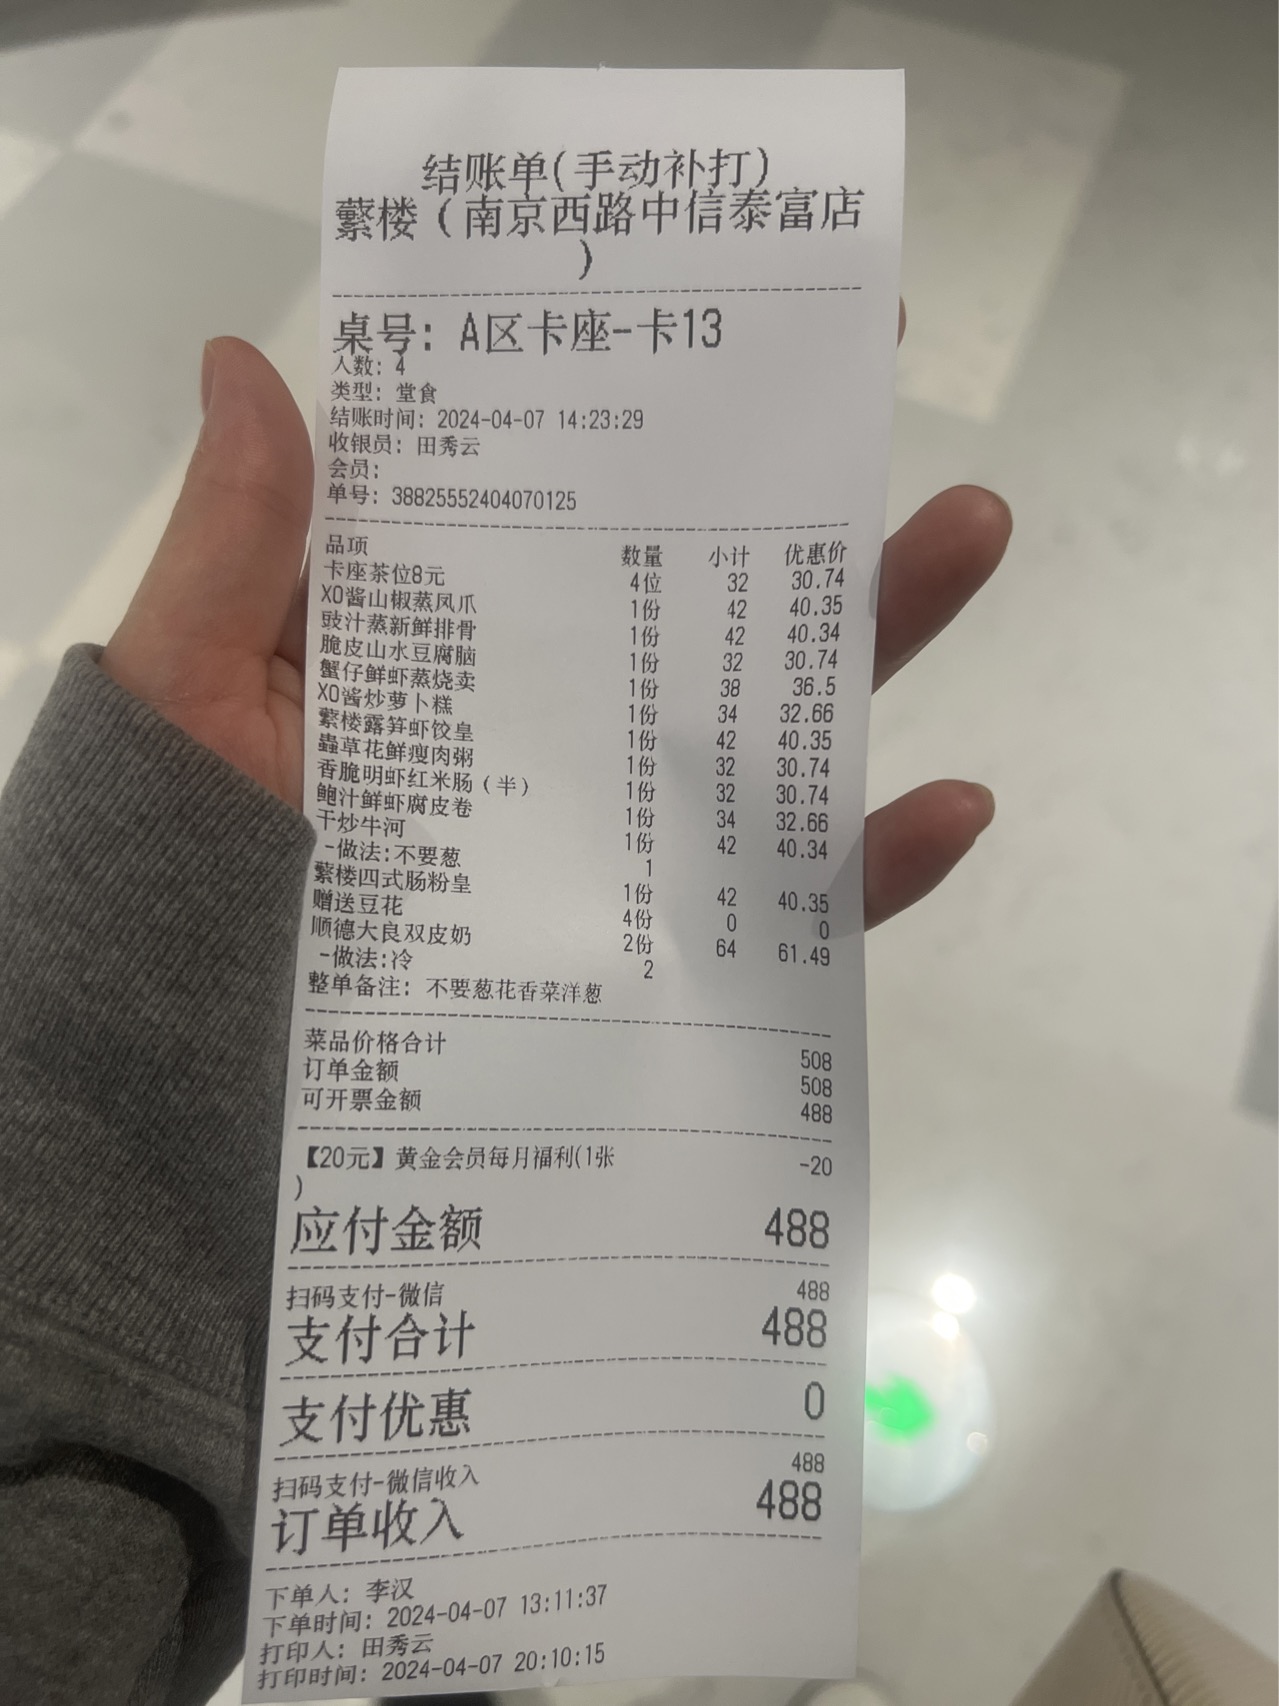 结账单(手动补打)
蘩楼（南京西路中信泰富店
）
桌号: A区卡座-卡13
人数: 4
类型: 堂食
结账时间: 2024-04-07 14:23:29
收银员: 田秀云
会员:
单号: 38825552404070125
品项 数量 小计 优惠价
卡座茶位8元 4位 32 30.74
XO酱山椒蒸凤爪 1份 42 40.35
豉汁蒸新鲜排骨 1份 42 40.34
脆皮山水豆腐脑 1份 32 30.74
蟹仔鲜虾蒸烧卖 1份 38 36.5
XO酱炒萝卜糕 1份 34 32.66
蘩楼露笋虾饺皇 1份 42 40.35
蟲草花鲜瘦肉粥 1份 32 30.74
香脆明虾红米肠（半） 1份 32 30.74
鲍汁鲜虾腐皮卷 1份 34 32.66
干炒牛河 1份 42 40.34
-做法:不要葱 1
蘩楼四式肠粉皇 1份 42 40.35
赠送豆花 4份 0 0
顺德大良双皮奶 2份 64 61.49
-做法:冷 2
整单备注: 不要葱花香菜洋葱
菜品价格合计 508
订单金额 508
可开票金额 488
【20元】黄金会员每月福利(1张 -20
)
应付金额 488
扫码支付-微信 488
支付合计 488
支付优惠 0
扫码支付-微信收入 488
订单收入 488
下单人: 李汉
下单时间: 2024-04-07 13:11:37
打印人: 田秀云
打印时间: 2024-04-07 20:10:15